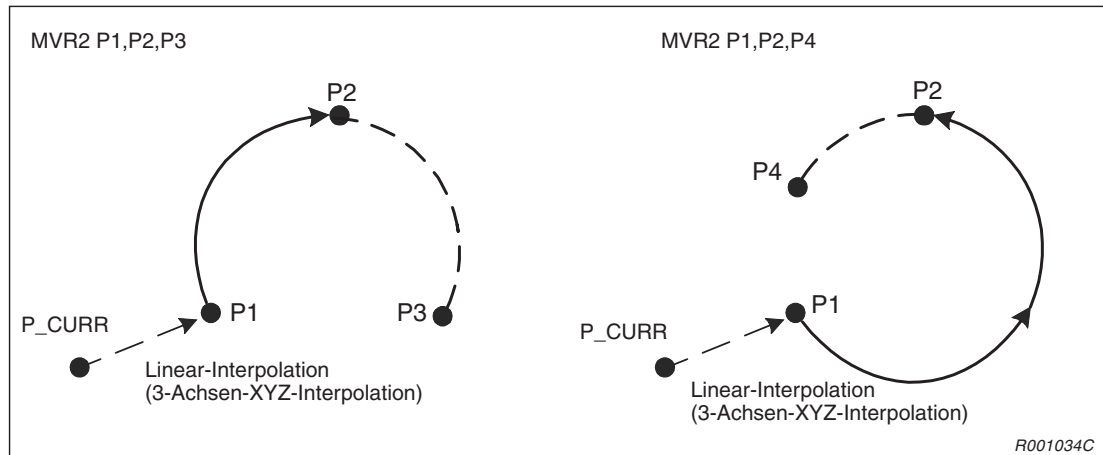 MVR2 P1,P2,P3
P2
P1
P3
P_CURR
Linear-Interpolation
(3-Achsen-XYZ-Interpolation)
MVR2 P1,P2,P4
P2
P4
P1
P_CURR
Linear-Interpolation
(3-Achsen-XYZ-Interpolation)
R001034C